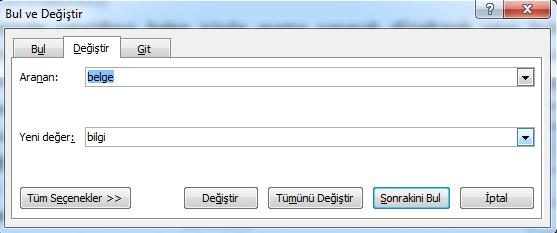 Bul ve Değiştir
Bul Değiştir Git
Aranan: belge
Yeni değer: bilgi
Tüm Seçenekler >> Değiştir Tümünü Değiştir Sonrakini Bul İptal